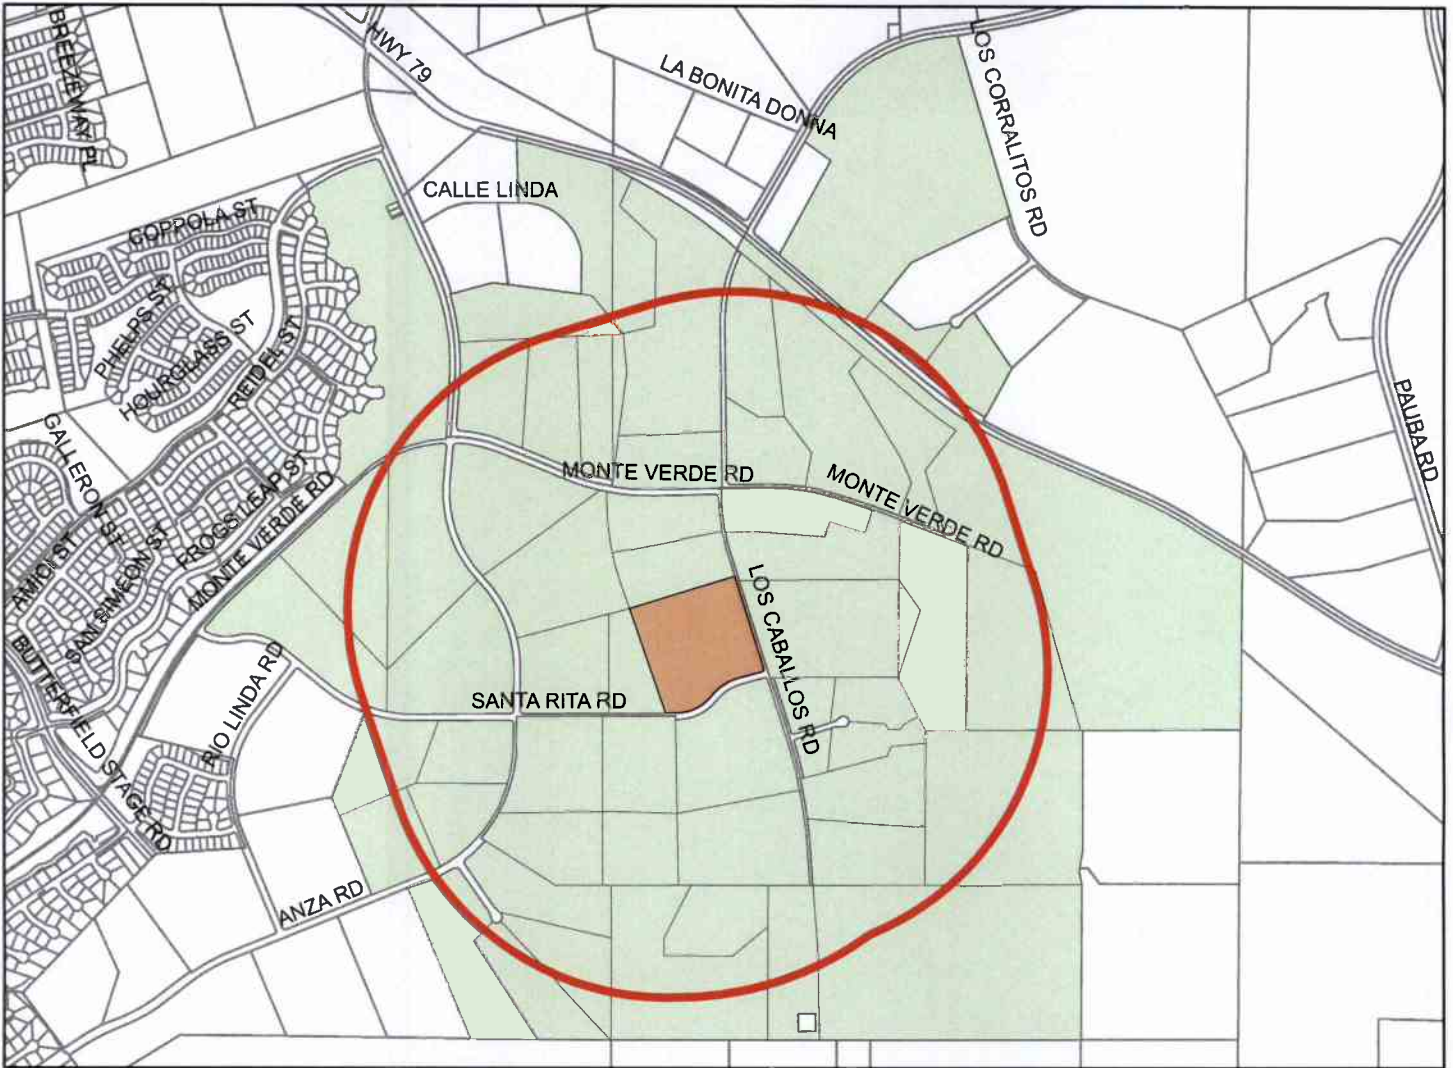 BREEZEWAY PL
HWY 79
LA BONITA DONNA
LOS CORRALITOS RD
CALLE LINDA
COPPOLA ST
PHELPS ST
HOURGLASS ST
REIDEL ST
PAUBA RD
GALLERON ST
FROGS LEAP ST
MONTE VERDE RD
MONTE VERDE RD
MONTE VERDE RD
AMICI ST
SAN SIMEON ST
LOS CABALLOS RD
BUTTERFIELD STAGE RD
RIO LINDA RD
SANTA RITA RD
ANZA RD